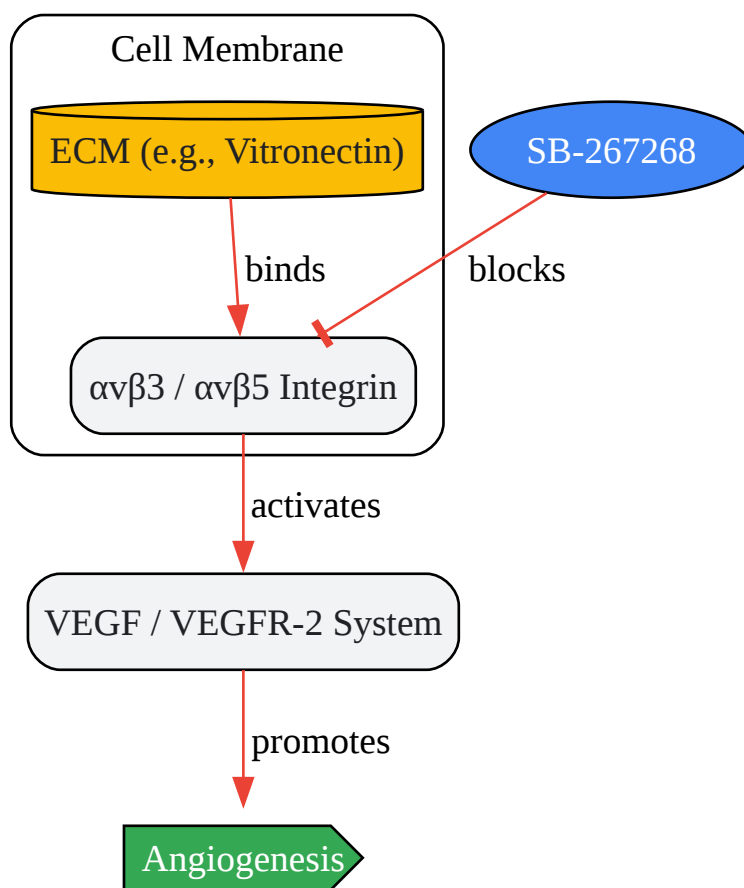 Cell Membrane
ECM (e.g., Vitronectin)
SB-267268
binds
blocks
αvβ3 / αvβ5 Integrin
activates
VEGF / VEGFR-2 System
promotes
Angiogenesis